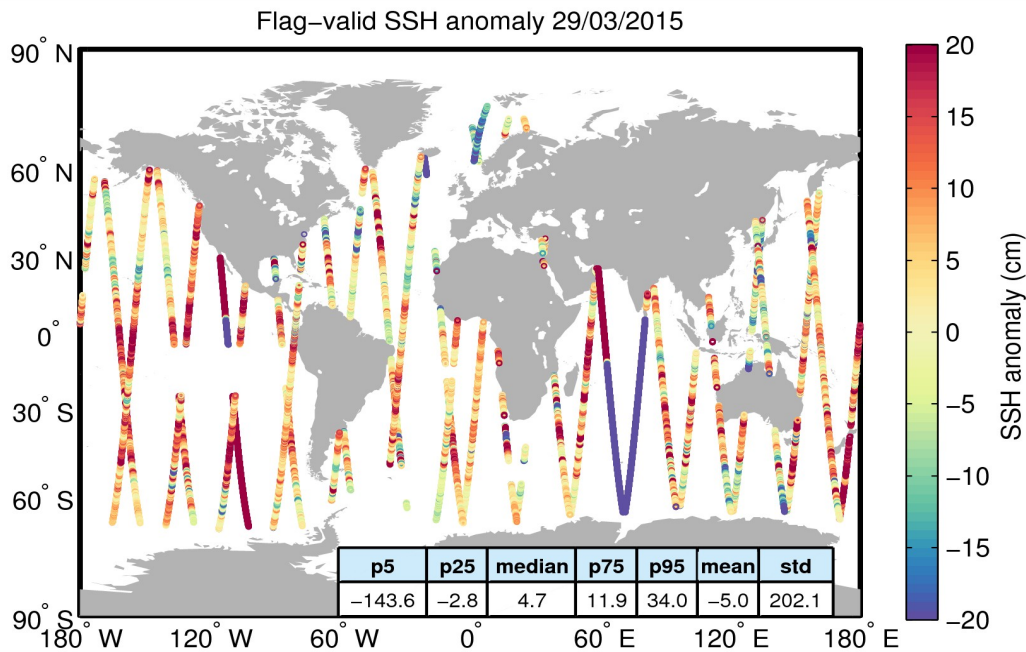 Flag−valid SSH anomaly 29/03/2015
90° N
60° N
30° N
0°
30° S
60° S
90° S
180° W 120° W 60° W 0° 60° E 120° E 180° E
p5 p25 median p75 p95 mean std
−143.6 −2.8 4.7 11.9 34.0 −5.0 202.1
20
15
10
5
0
−5
−10
−15
−20
SSH anomaly (cm)